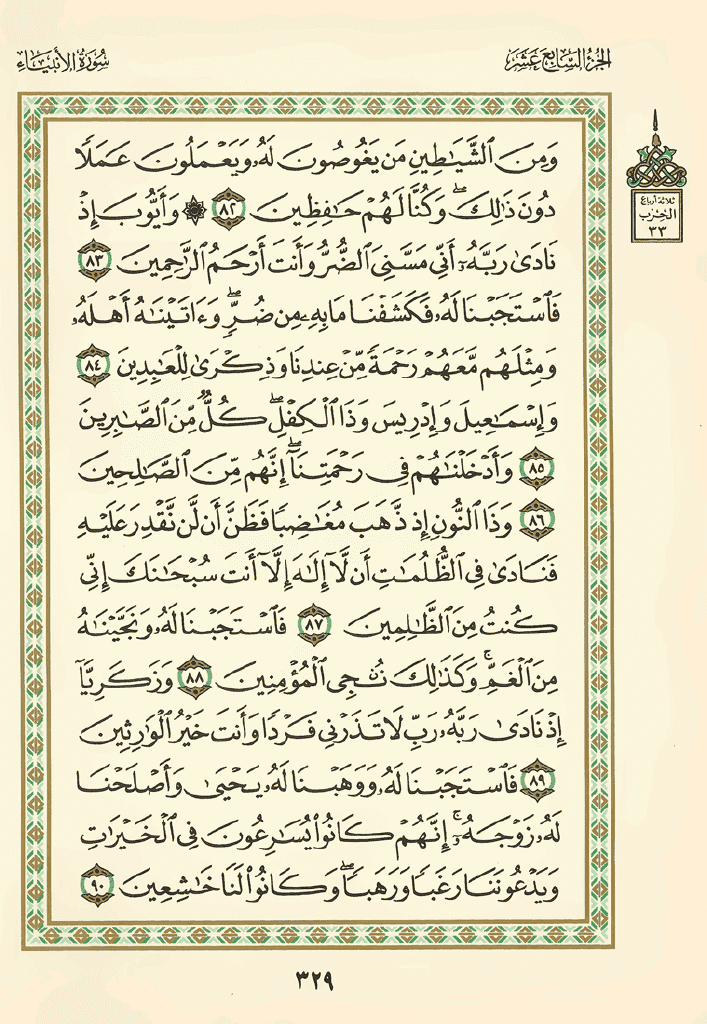 الجزء السابع عشر
سورة الأنبياء
وَمِنَ ٱلشَّيَـٰطِينِ مَن يَغُوصُونَ لَهُۥ وَيَعْمَلُونَ عَمَلًا
دُونَ ذَٰلِكَ ۖ وَكُنَّا لَهُمْ حَـٰفِظِينَ ٨٢ ۞ وَأَيُّوبَ إِذْ
نَادَىٰ رَبَّهُۥٓ أَنِّى مَسَّنِىَ ٱلضُّرُّ وَأَنتَ أَرْحَمُ ٱلرَّٰحِمِينَ ٨٣
فَٱسْتَجَبْنَا لَهُۥ فَكَشَفْنَا مَا بِهِۦ مِن ضُرٍّ ۖ وَءَاتَيْنَـٰهُ أَهْلَهُۥ
وَمِثْلَهُم مَّعَهُمْ رَحْمَةً مِّنْ عِندِنَا وَذِكْرَىٰ لِلْعَـٰبِدِينَ ٨٤
وَإِسْمَـٰعِيلَ وَإِدْرِيسَ وَذَا ٱلْكِفْلِ ۖ كُلٌّ مِّنَ ٱلصَّـٰبِرِينَ
٨٥ وَأَدْخَلْنَـٰهُمْ فِى رَحْمَتِنَآ ۖ إِنَّهُم مِّنَ ٱلصَّـٰلِحِينَ
٨٦ وَذَا ٱلنُّونِ إِذ ذَّهَبَ مُغَـٰضِبًا فَظَنَّ أَن لَّن نَّقْدِرَ عَلَيْهِ
فَنَادَىٰ فِى ٱلظُّلُمَـٰتِ أَن لَّآ إِلَـٰهَ إِلَّآ أَنتَ سُبْحَـٰنَكَ إِنِّى
كُنتُ مِنَ ٱلظَّـٰلِمِينَ ٨٧ فَٱسْتَجَبْنَا لَهُۥ وَنَجَّيْنَـٰهُ
مِنَ ٱلْغَمِّ ۚ وَكَذَٰلِكَ نُـۨجِى ٱلْمُؤْمِنِينَ ٨٨ وَزَكَرِيَّآ
إِذْ نَادَىٰ رَبَّهُۥ رَبِّ لَا تَذَرْنِى فَرْدًا وَأَنتَ خَيْرُ ٱلْوَٰرِثِينَ
٨٩ فَٱسْتَجَبْنَا لَهُۥ وَوَهَبْنَا لَهُۥ يَحْيَىٰ وَأَصْلَحْنَا
لَهُۥ زَوْجَهُۥٓ ۚ إِنَّهُمْ كَانُوا۟ يُسَـٰرِعُونَ فِى ٱلْخَيْرَٰتِ
وَيَدْعُونَنَا رَغَبًا وَرَهَبًا ۖ وَكَانُوا۟ لَنَا خَـٰشِعِينَ ٩٠
ثلاثة أرباع
الحزب
٣٣
٣٢٩